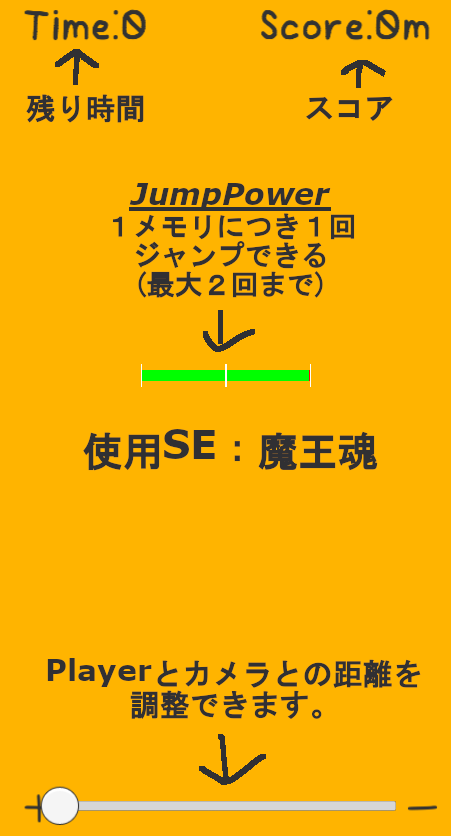 Time:0 Score:0m
残り時間 スコア
JumpPower
１メモリにつき１回
ジャンプできる
(最大２回まで)
使用SE：魔王魂
Playerとカメラとの距離を
調整できます。
+ −